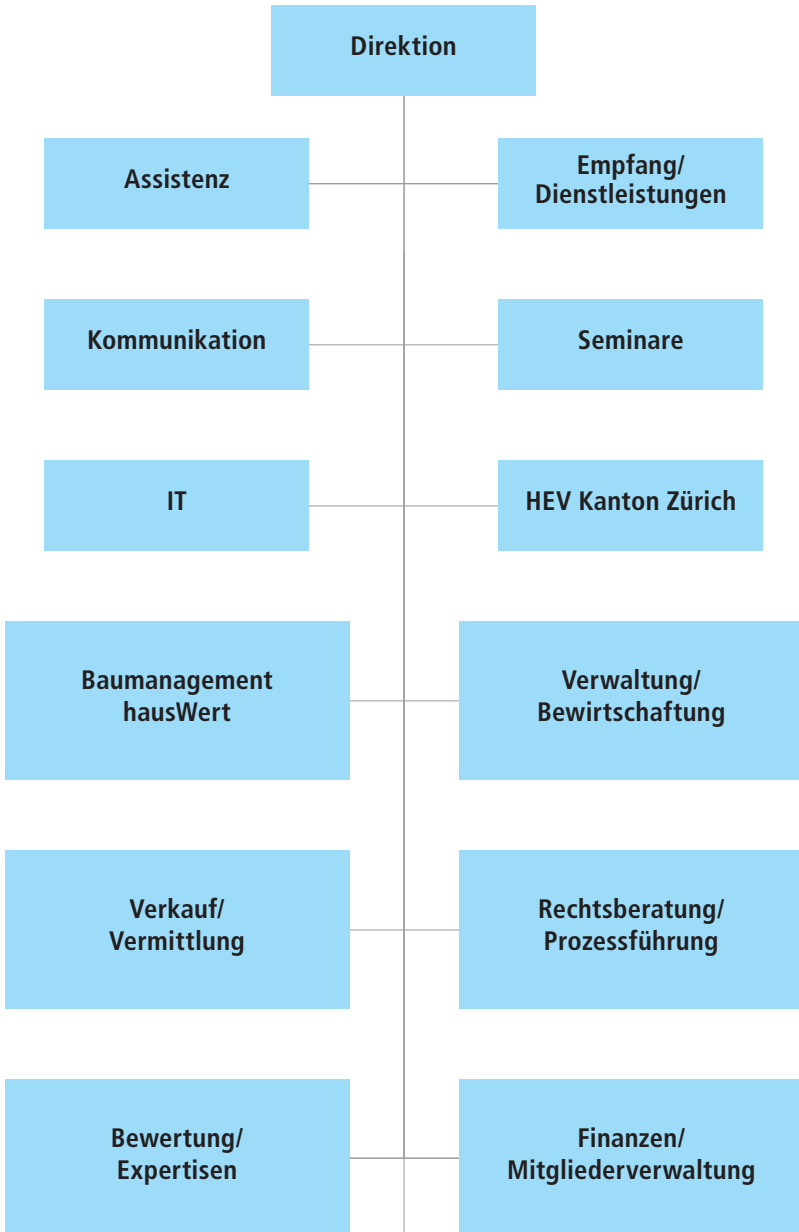 Direktion
Assistenz
Empfang/
Dienstleistungen
Kommunikation
Seminare
IT
HEV Kanton Zürich
Baumanagement
hausWert
Verwaltung/
Bewirtschaftung
Verkauf/
Vermittlung
Rechtsberatung/
Prozessführung
Bewertung/
Expertisen
Finanzen/
Mitgliederverwaltung